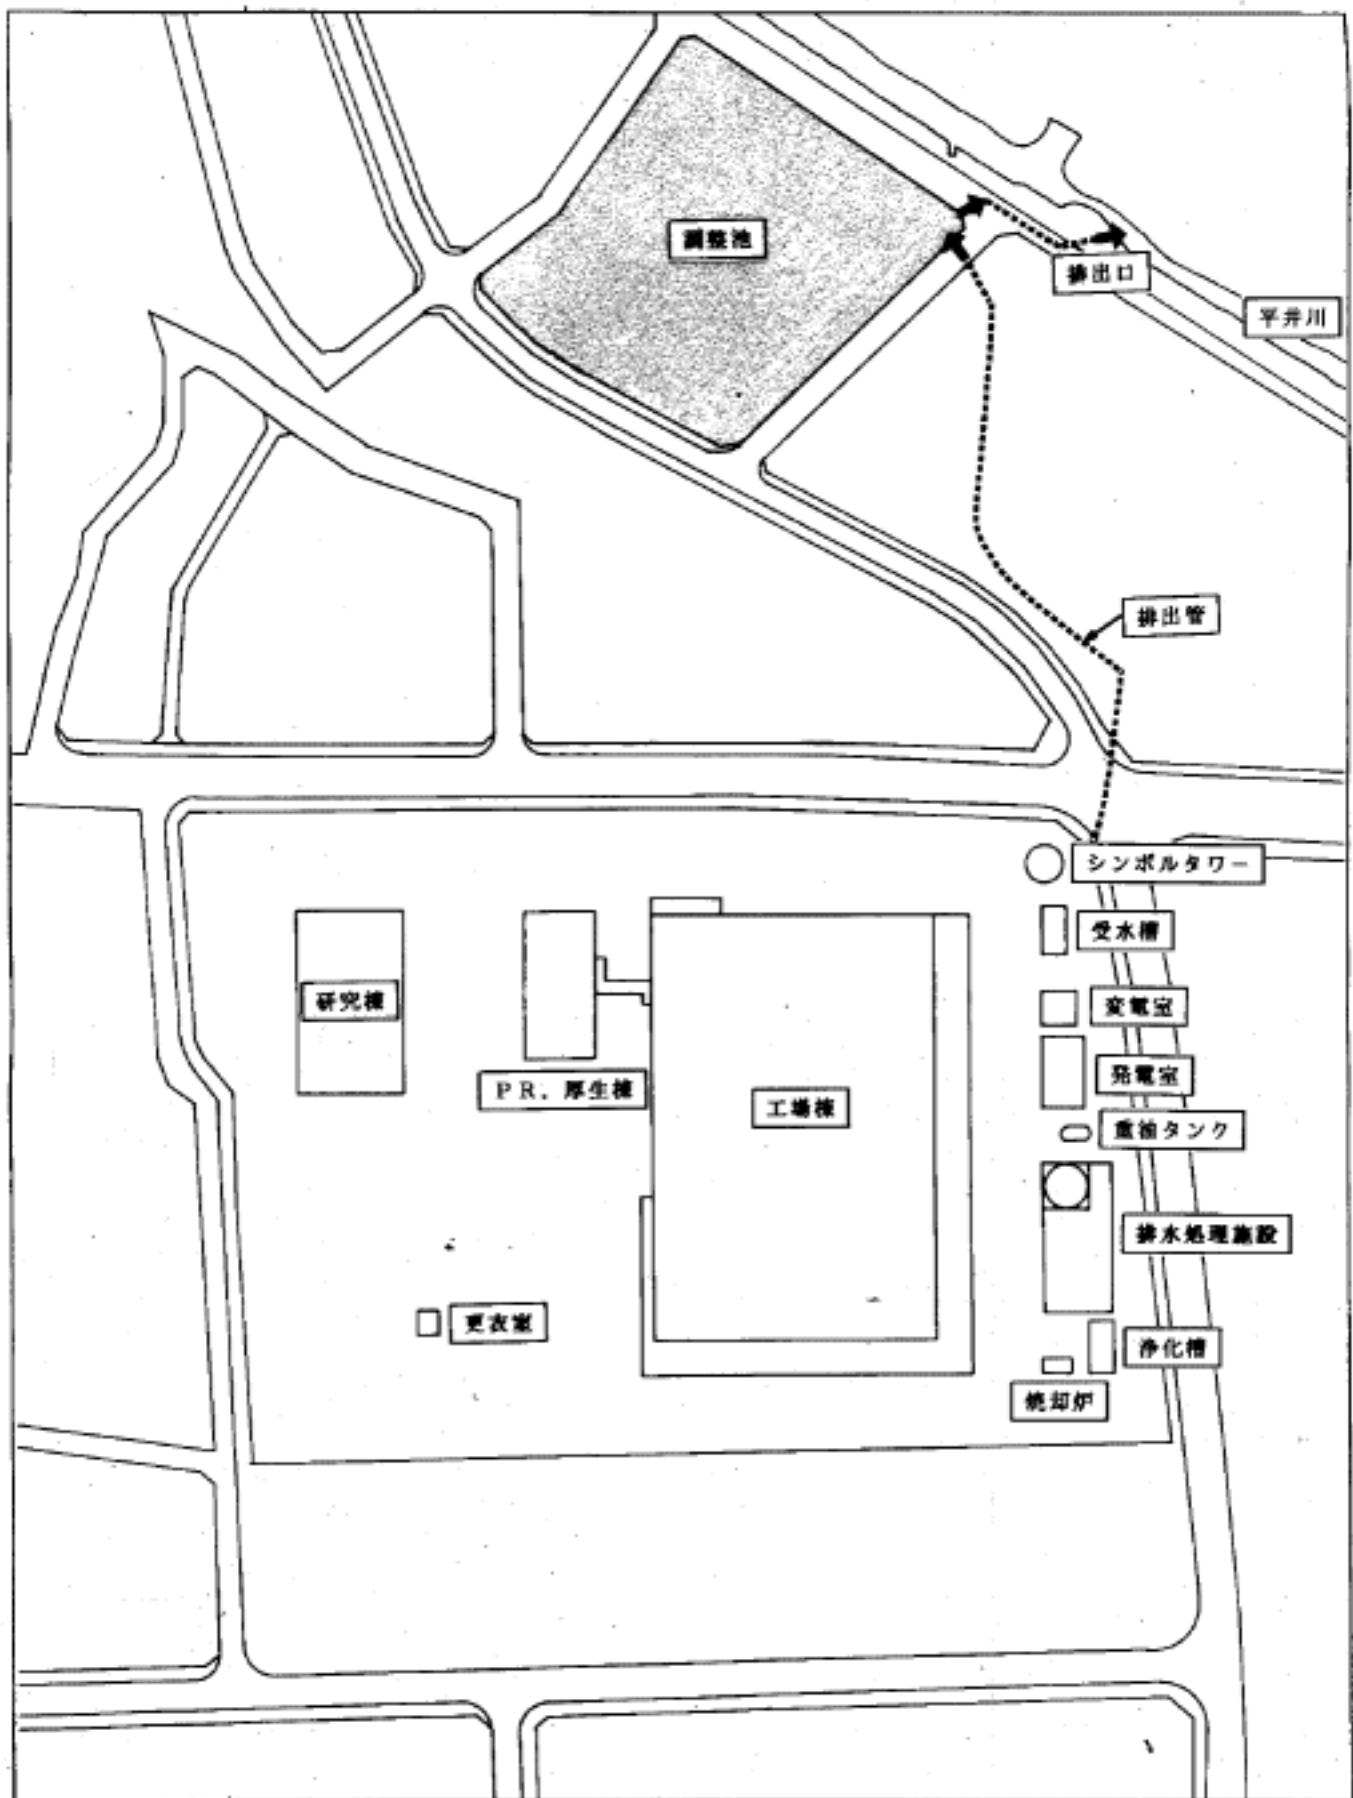 調整池
排出口
平井川
排出管
シンボルタワー
受水槽
研究棟
変電室
発電室
PR.厚生棟
工場棟
重油タンク
排水処理施設
更衣室
浄化槽
焼却炉